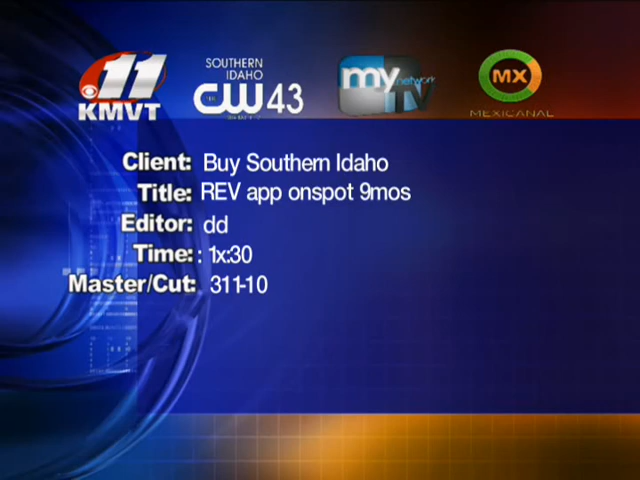 11
KMVT
SOUTHERN
IDAHO
CW 43
my network TV
MX
MEXICANAL
Client: Buy Southern Idaho
Title: REV app onspot 9mos
Editor: dd
Time: : 1x:30
Master/Cut: 311-10